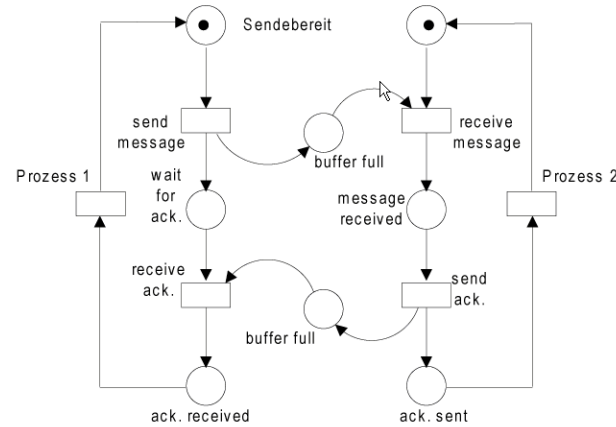 Sendebereit
send
message
receive
message
buffer full
Prozess 1
wait
for
ack.
message
received
Prozess 2
receive
ack.
send
ack.
buffer full
ack. received
ack. sent